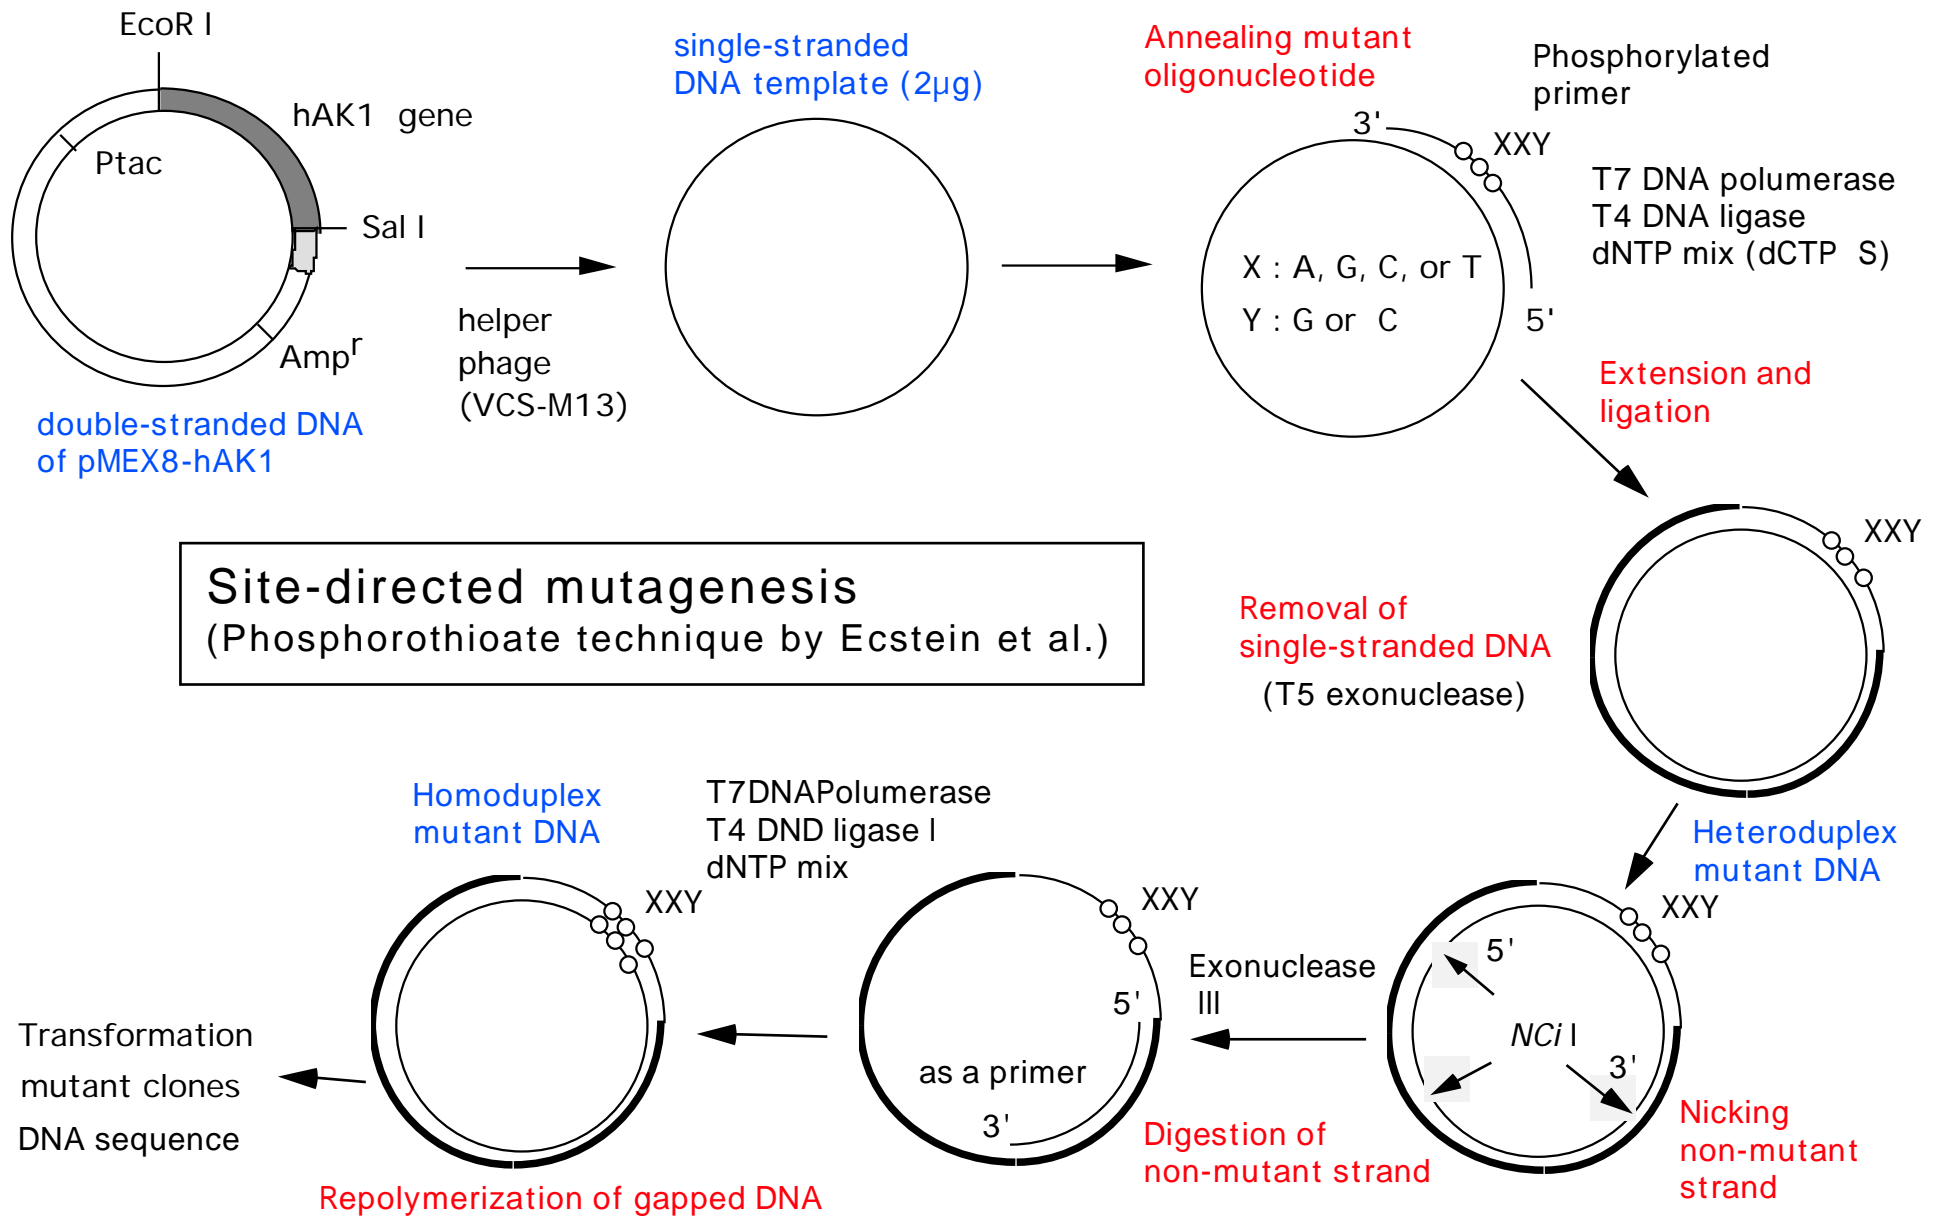 EcoR I
hAK1 gene
Ptac
Sal I
Amp^r
double-stranded DNA
of pMEX8-hAK1
helper
phage
(VCS-M13)
single-stranded
DNA template (2µg)
Annealing mutant
oligonucleotide
Phosphorylated
primer
3'
XXY
T7 DNA polumerase
T4 DNA ligase
dNTP mix (dCTP S)
X : A, G, C, or T
Y : G or C
5'
Extension and
ligation
XXY
Site-directed mutagenesis
(Phosphorothioate technique by Ecstein et al.)
Removal of
single-stranded DNA
(T5 exonuclease)
Heteroduplex
mutant DNA
XXY
5'
NCi I
3'
Nicking
non-mutant
strand
Exonuclease
III
Digestion of
non-mutant strand
XXY
5'
as a primer
3'
T7DNAPolumerase
T4 DND ligase I
dNTP mix
Homoduplex
mutant DNA
XXY
Repolymerization of gapped DNA
Transformation
mutant clones
DNA sequence